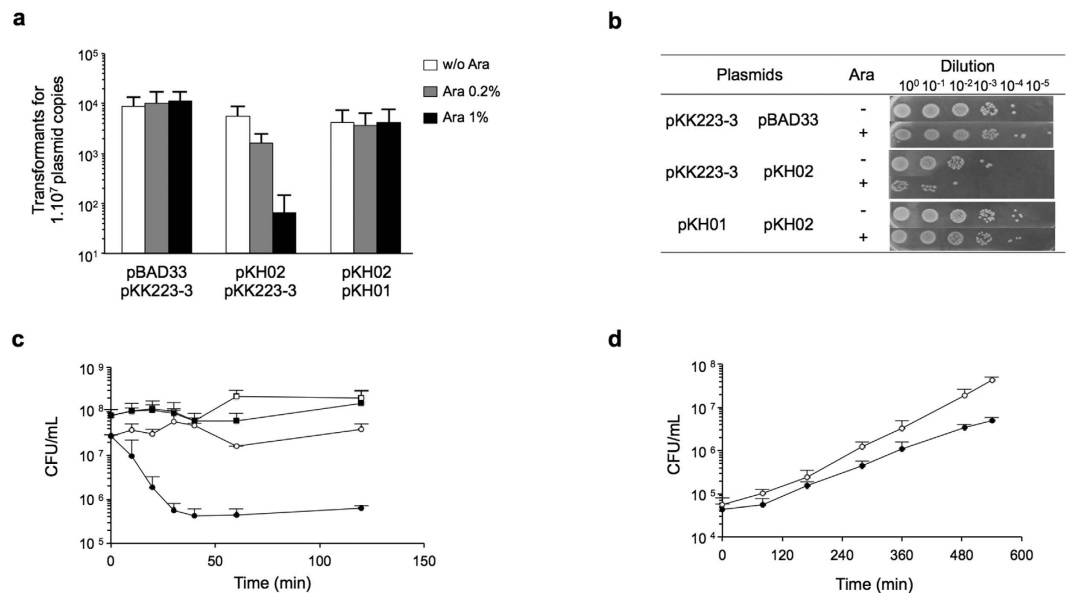 a
Transformants for
1.10⁷ plasmid copies
10⁵
10⁴
10³
10²
10¹
w/o Ara
Ara 0.2%
Ara 1%
pBAD33
pKK223-3
pKH02
pKK223-3
pKH02
pKH01
b
Plasmids Ara Dilution
10⁰ 10⁻¹ 10⁻² 10⁻³ 10⁻⁴ 10⁻⁵
pKK223-3 pBAD33 -
+
pKK223-3 pKH02 -
+
pKH01 pKH02 -
+
c
CFU/mL
10⁹
10⁸
10⁷
10⁶
10⁵
0 50 100 150
Time (min)
d
CFU/mL
10⁸
10⁷
10⁶
10⁵
10⁴
0 120 240 360 480 600
Time (min)